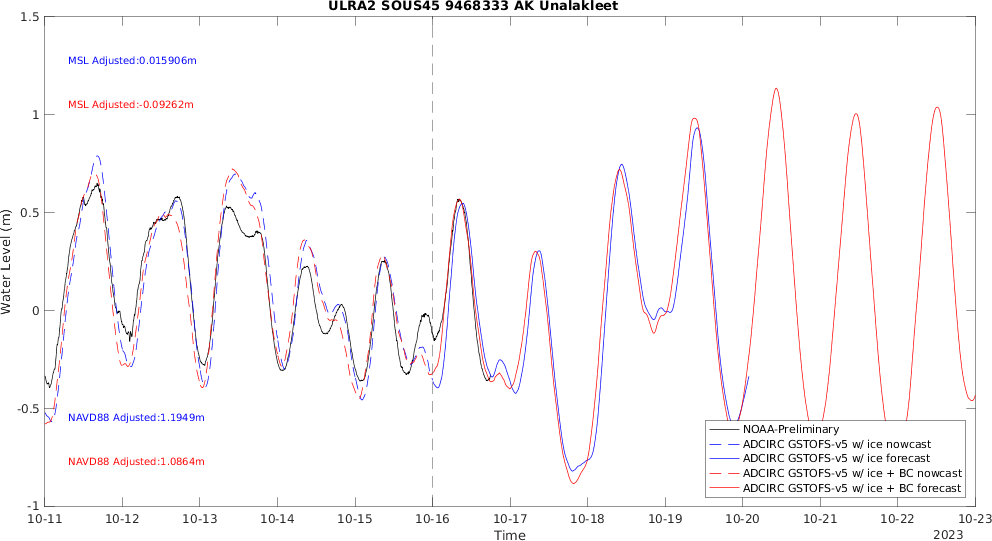 ULRA2 SOUS45 9468333 AK Unalakleet
Water Level (m)
1.5
1
0.5
0
-0.5
-1
MSL Adjusted:0.015906m
MSL Adjusted:-0.09262m
NAVD88 Adjusted:1.1949m
NAVD88 Adjusted:1.0864m
NOAA-Preliminary
ADCIRC GSTOFS-v5 w/ ice nowcast
ADCIRC GSTOFS-v5 w/ ice forecast
ADCIRC GSTOFS-v5 w/ ice + BC nowcast
ADCIRC GSTOFS-v5 w/ ice + BC forecast
10-11 10-12 10-13 10-14 10-15 10-16 10-17 10-18 10-19 10-20 10-21 10-22 10-23
Time
2023